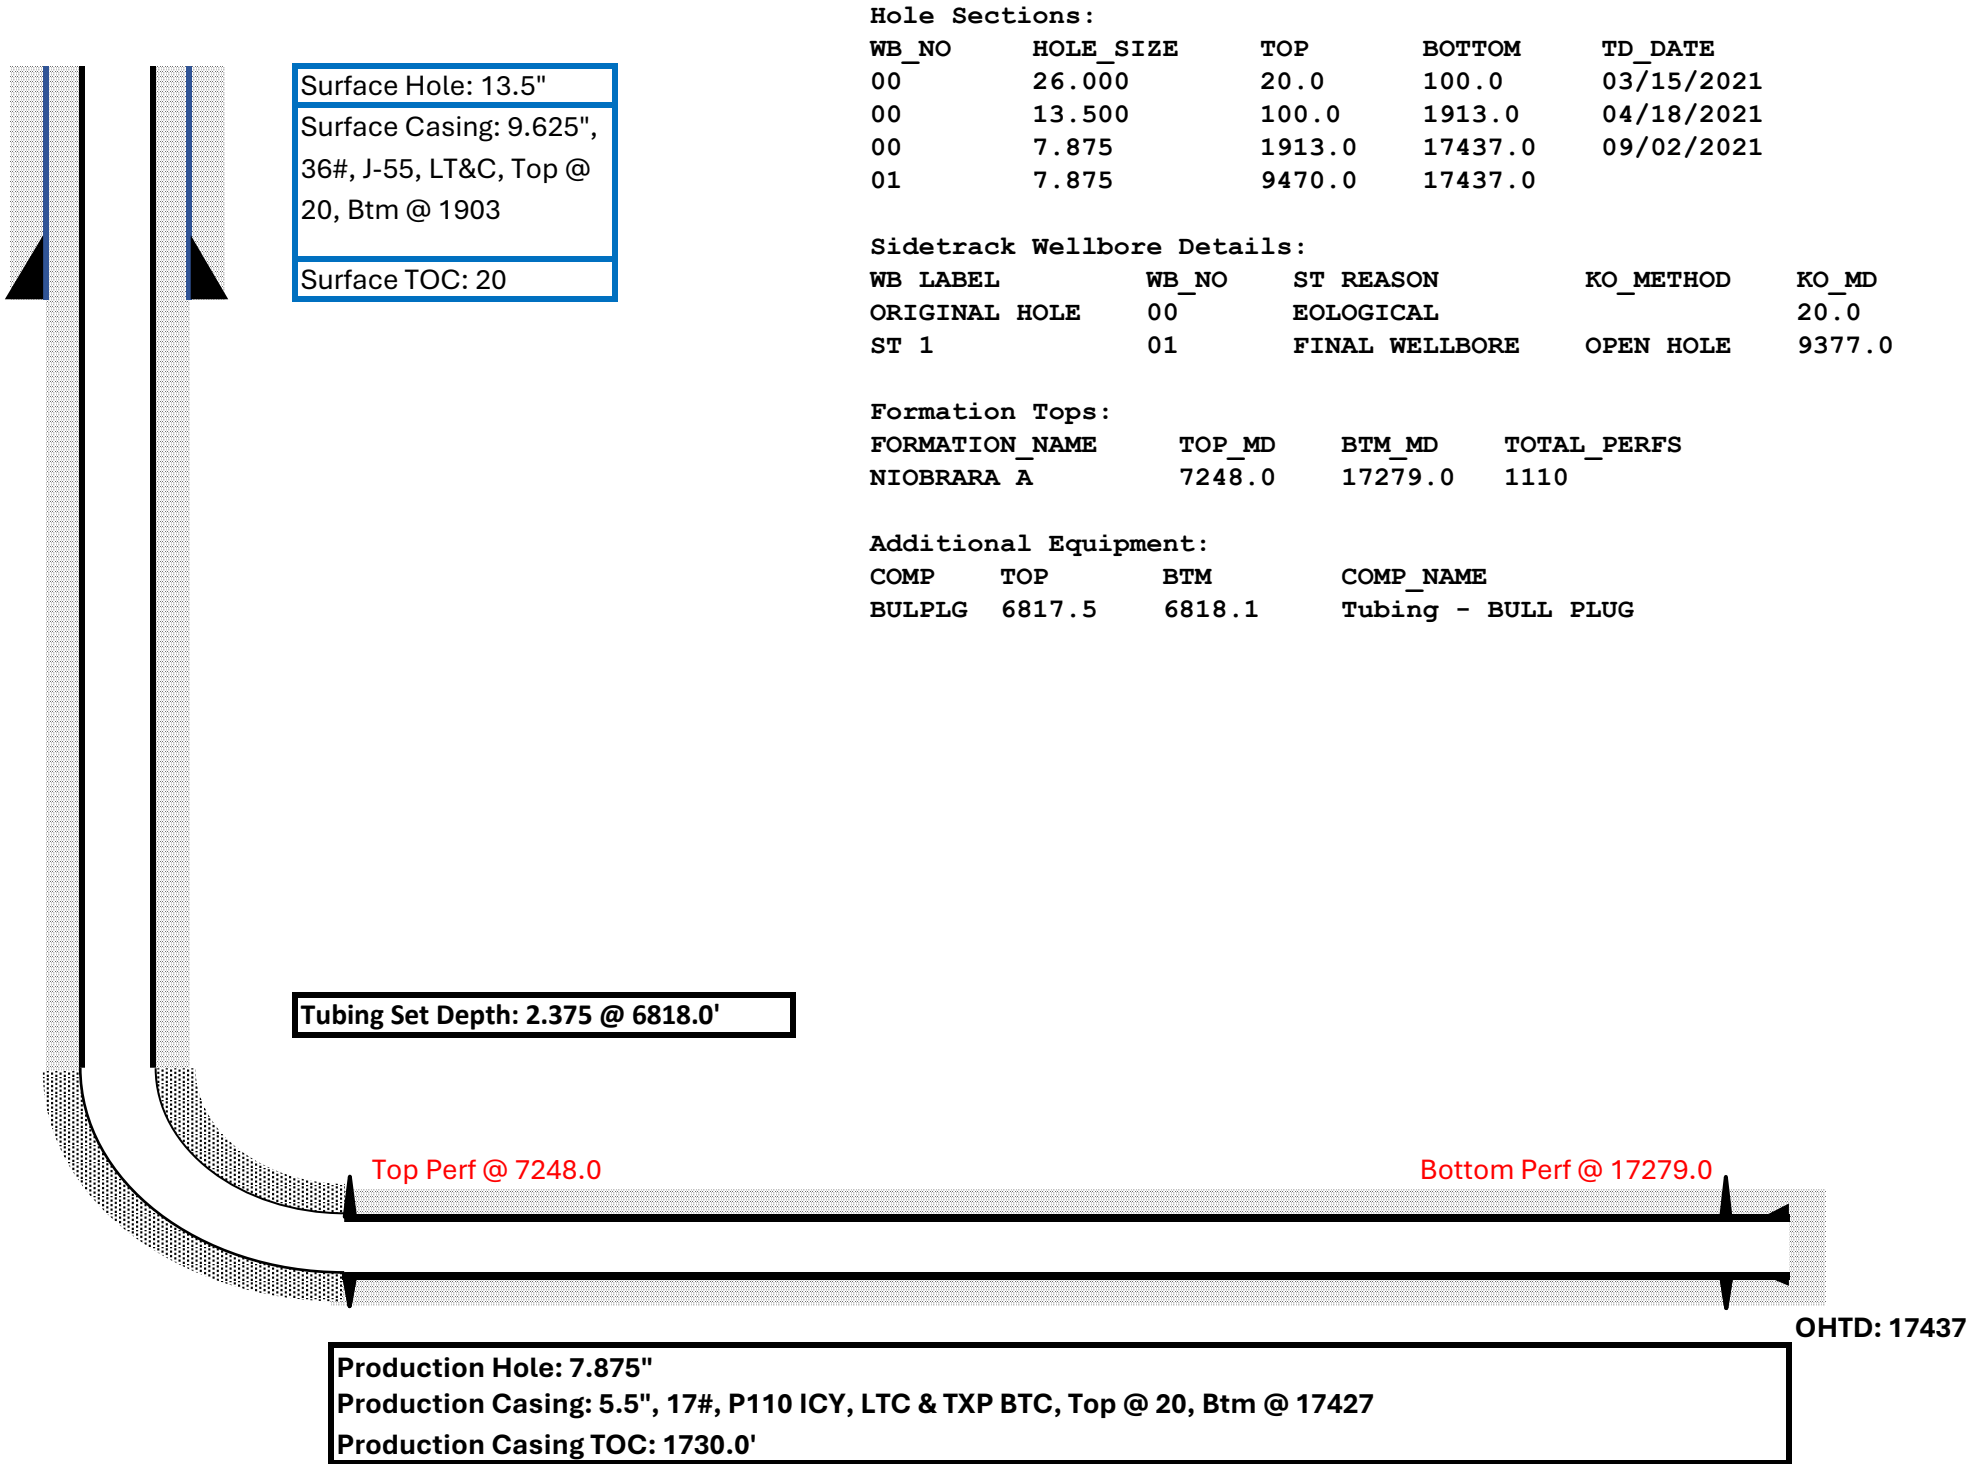 Hole Sections:
WB_NO HOLE_SIZE TOP BOTTOM TD_DATE
00 26.000 20.0 100.0 03/15/2021
00 13.500 100.0 1913.0 04/18/2021
00 7.875 1913.0 17437.0 09/02/2021
01 7.875 9470.0 17437.0
Sidetrack Wellbore Details:
WB LABEL WB_NO ST REASON KO_METHOD KO_MD
ORIGINAL HOLE 00 EOLOGICAL 20.0
ST 1 01 FINAL WELLBORE OPEN HOLE 9377.0
Formation Tops:
FORMATION_NAME TOP_MD BTM_MD TOTAL_PERFS
NIOBRARA A 7248.0 17279.0 1110
Additional Equipment:
COMP TOP BTM COMP_NAME
BULPLG 6817.5 6818.1 Tubing - BULL PLUG
Surface Hole: 13.5"
Surface Casing: 9.625",
36#, J-55, LT&C, Top @
20, Btm @ 1903
Surface TOC: 20
Tubing Set Depth: 2.375 @ 6818.0'
Top Perf @ 7248.0
Bottom Perf @ 17279.0
OHTD: 17437
Production Hole: 7.875"
Production Casing: 5.5", 17#, P110 ICY, LTC & TXP BTC, Top @ 20, Btm @ 17427
Production Casing TOC: 1730.0'